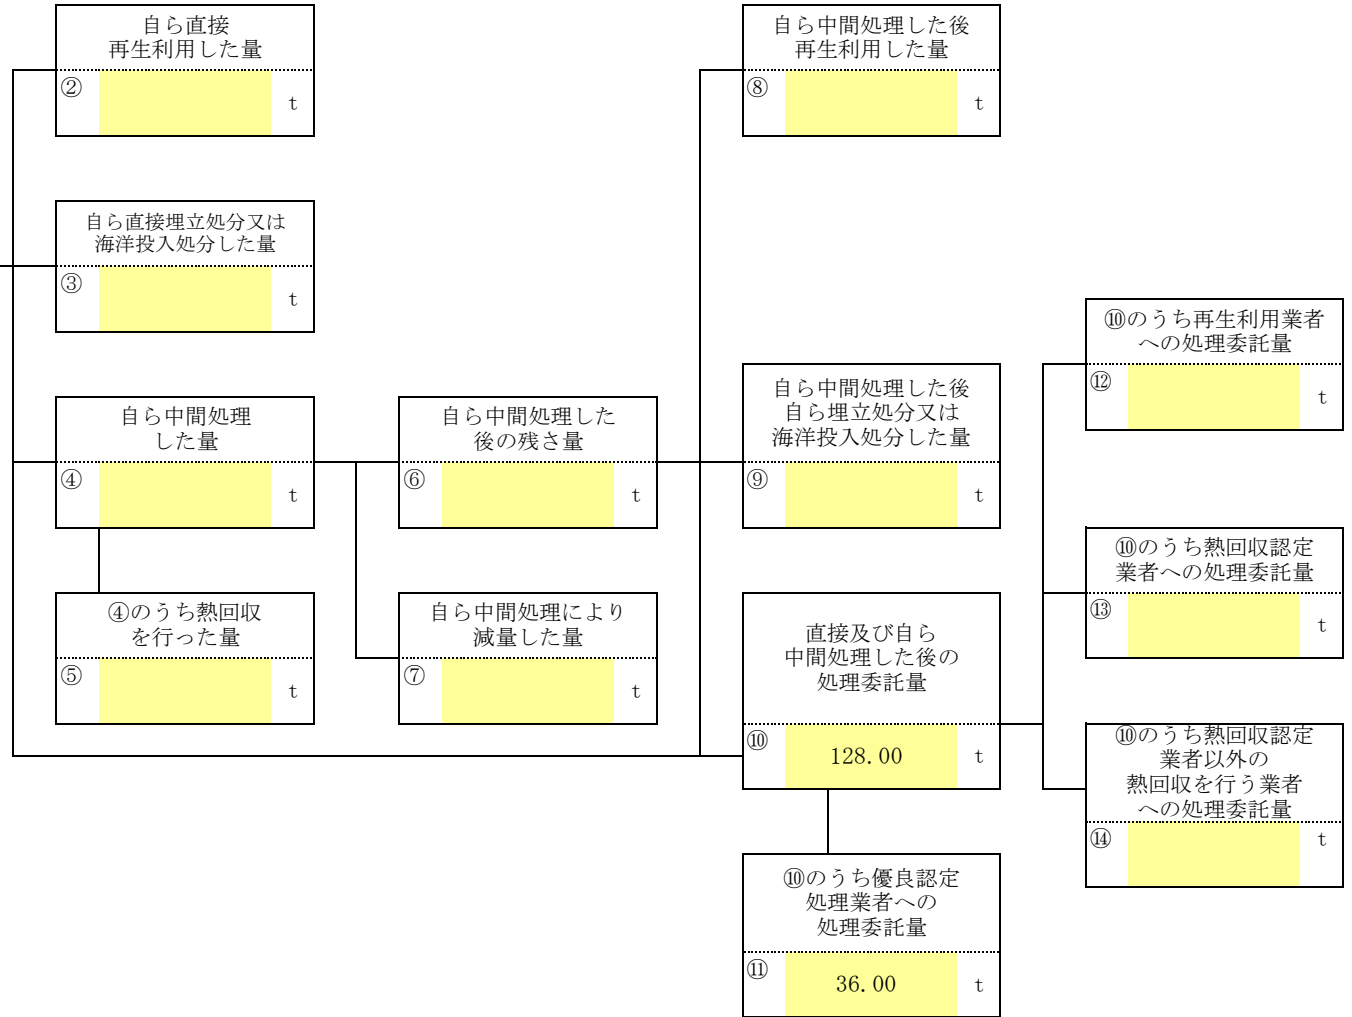 自ら直接
再生利用した量
②
t
自ら中間処理した後
再生利用した量
⑧
t
自ら直接埋立処分又は
海洋投入処分した量
③
t
⑩のうち再生利用業者
への処理委託量
⑫
t
自ら中間処理
した量
④
t
自ら中間処理した
後の残さ量
⑥
t
自ら中間処理した後
自ら埋立処分又は
海洋投入処分した量
⑨
t
⑩のうち熱回収認定
業者への処理委託量
⑬
t
④のうち熱回収
を行った量
⑤
t
自ら中間処理により
減量した量
⑦
t
直接及び自ら
中間処理した後の
処理委託量
⑩
128.00
t
⑩のうち熱回収認定
業者以外の
熱回収を行う業者
への処理委託量
⑭
t
⑩のうち優良認定
処理業者への
処理委託量
⑪
36.00
t